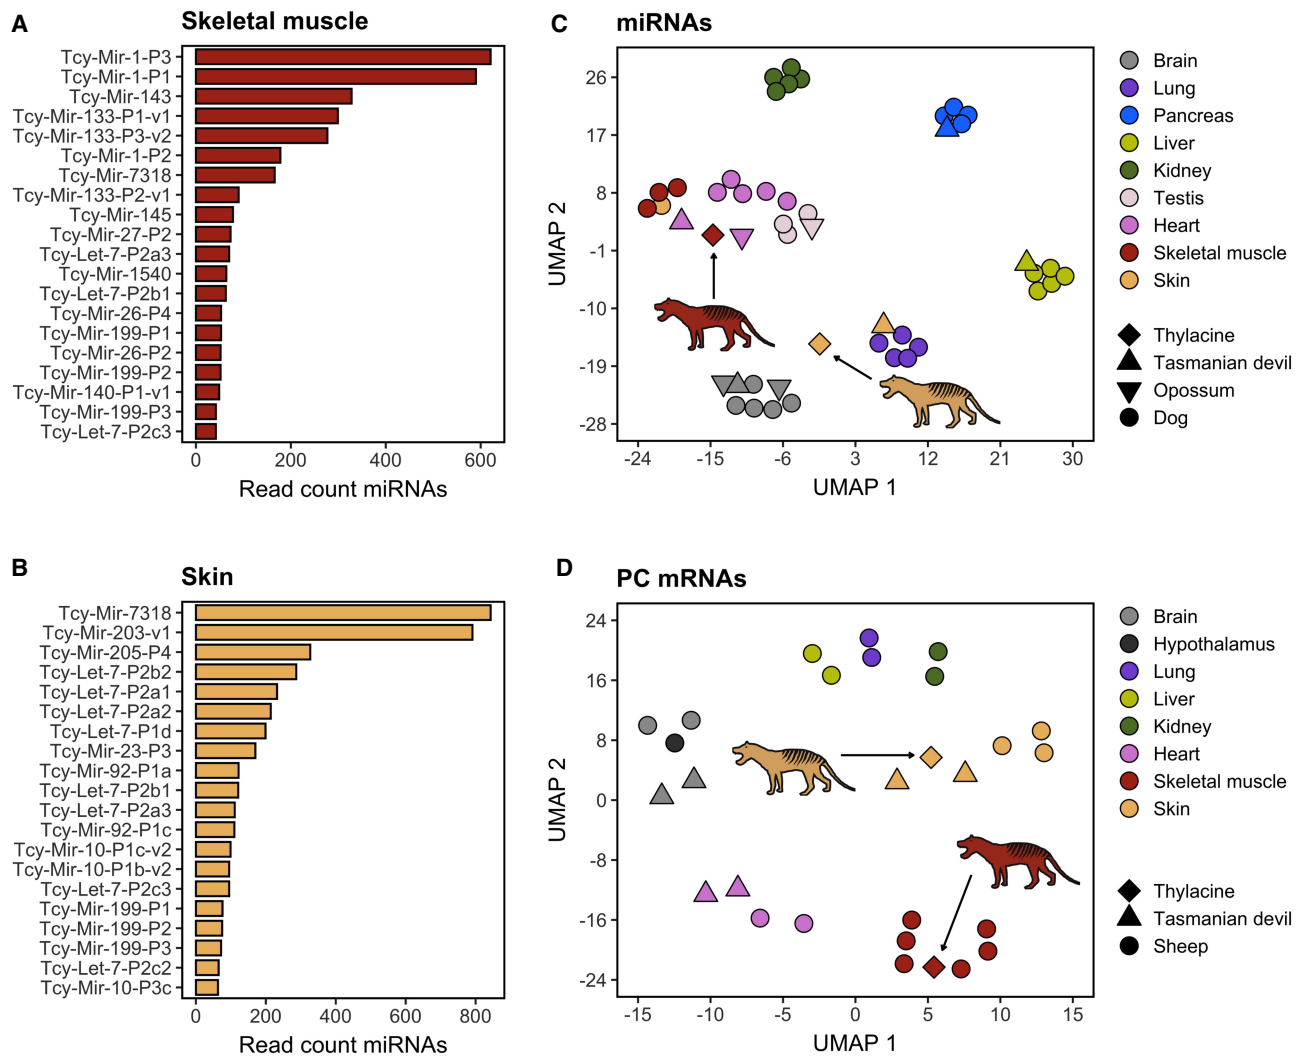 A
Skeletal muscle
Tcy-Mir-1-P3
Tcy-Mir-1-P1
Tcy-Mir-143
Tcy-Mir-133-P1-v1
Tcy-Mir-133-P3-v2
Tcy-Mir-1-P2
Tcy-Mir-7318
Tcy-Mir-133-P2-v1
Tcy-Mir-145
Tcy-Mir-27-P2
Tcy-Let-7-P2a3
Tcy-Mir-1540
Tcy-Let-7-P2b1
Tcy-Mir-26-P4
Tcy-Mir-199-P1
Tcy-Mir-26-P2
Tcy-Mir-199-P2
Tcy-Mir-140-P1-v1
Tcy-Mir-199-P3
Tcy-Let-7-P2c3
0 200 400 600
Read count miRNAs
C
miRNAs
UMAP 2
26
17
8
-1
-10
-19
-28
-24 -15 -6 3 12 21 30
UMAP 1
Brain
Lung
Pancreas
Liver
Kidney
Testis
Heart
Skeletal muscle
Skin
Thylacine
Tasmanian devil
Opossum
Dog
B
Skin
Tcy-Mir-7318
Tcy-Mir-203-v1
Tcy-Mir-205-P4
Tcy-Let-7-P2b2
Tcy-Let-7-P2a1
Tcy-Let-7-P2a2
Tcy-Let-7-P1d
Tcy-Mir-23-P3
Tcy-Mir-92-P1a
Tcy-Let-7-P2b1
Tcy-Let-7-P2a3
Tcy-Mir-92-P1c
Tcy-Mir-10-P1c-v2
Tcy-Mir-10-P1b-v2
Tcy-Let-7-P2c3
Tcy-Mir-199-P1
Tcy-Mir-199-P2
Tcy-Mir-199-P3
Tcy-Let-7-P2c2
Tcy-Mir-10-P3c
0 200 400 600 800
Read count miRNAs
D
PC mRNAs
UMAP 2
24
16
8
0
-8
-16
-24
-15 -10 -5 0 5 10 15
UMAP 1
Brain
Hypothalamus
Lung
Liver
Kidney
Heart
Skeletal muscle
Skin
Thylacine
Tasmanian devil
Sheep